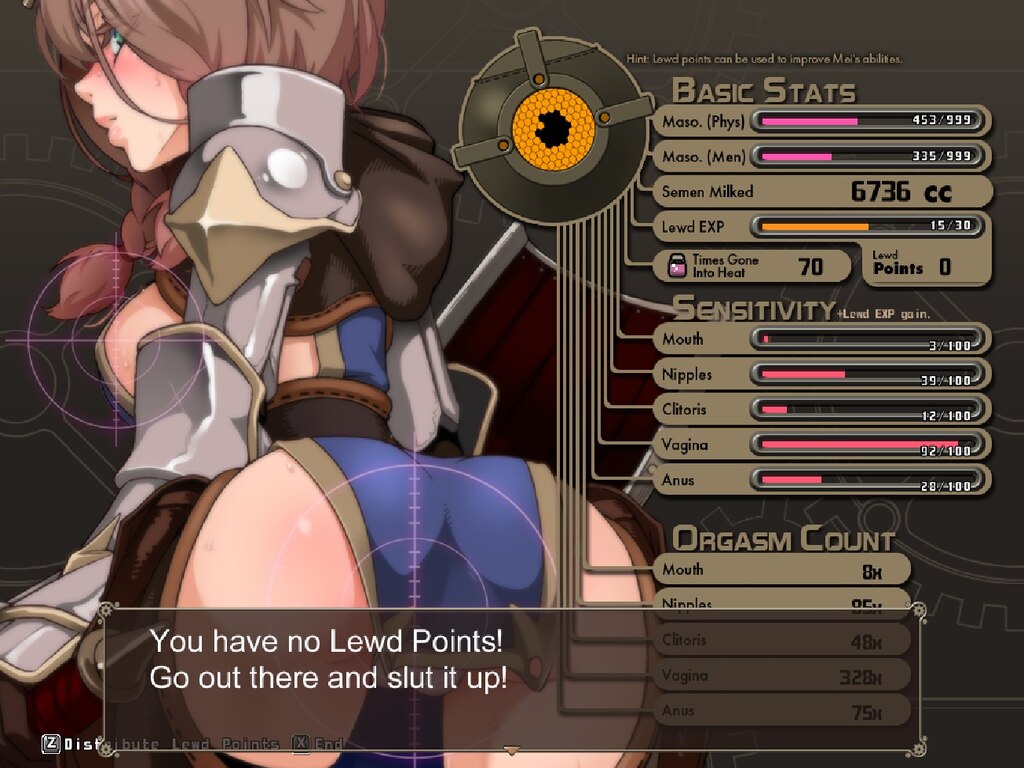 Hint: Lewd points can be used to improve Mei's abilities.
Basic Stats
Maso. (Phys) 453/999
Maso. (Men) 335/999
Semen Milked 6736 cc
Lewd EXP 15/30
Times Gone Into Heat 70
Lewd Points 0
Sensitivity +Lewd EXP gain.
Mouth 3/100
Nipples 39/100
Clitoris 12/100
Vagina 92/100
Anus 28/100
Orgasm Count
Mouth 8x
Nipples 85x
Clitoris 48x
Vagina 328x
Anus 75x
You have no Lewd Points!
Go out there and slut it up!
Z Distribute Lewd Points X End